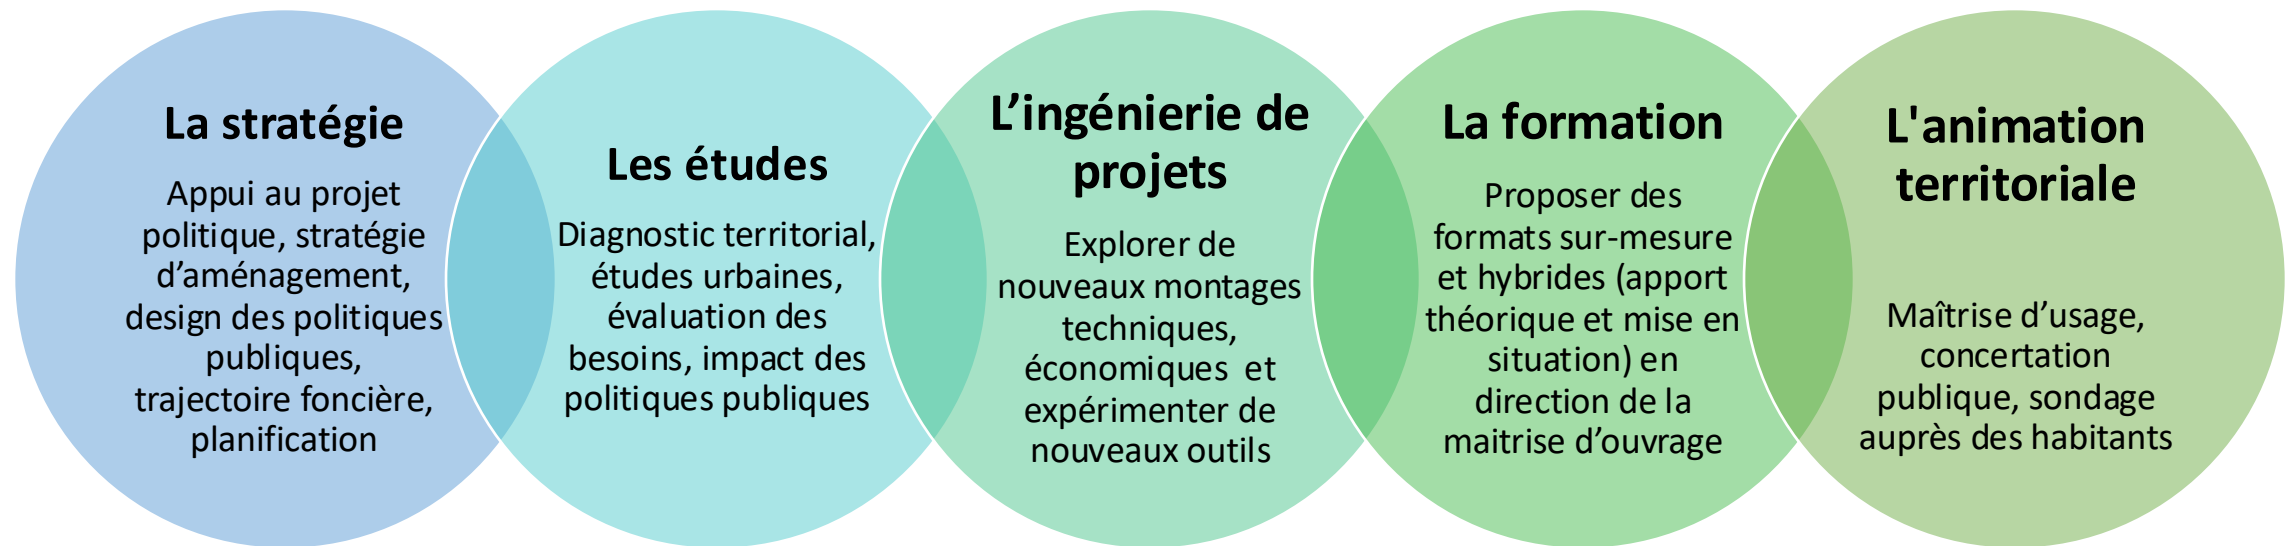 La stratégie
Appui au projet
politique, stratégie
d’aménagement,
design des politiques
publiques,
trajectoire foncière,
planification
Les études
Diagnostic territorial,
études urbaines,
évaluation des
besoins, impact des
politiques publiques
L’ingénierie de
projets
Explorer de
nouveaux montages
techniques,
économiques et
expérimenter de
nouveaux outils
La formation
Proposer des
formats sur-mesure
et hybrides (apport
théorique et mise en
situation) en
direction de la
maitrise d’ouvrage
L'animation
territoriale
Maîtrise d’usage,
concertation
publique, sondage
auprès des habitants